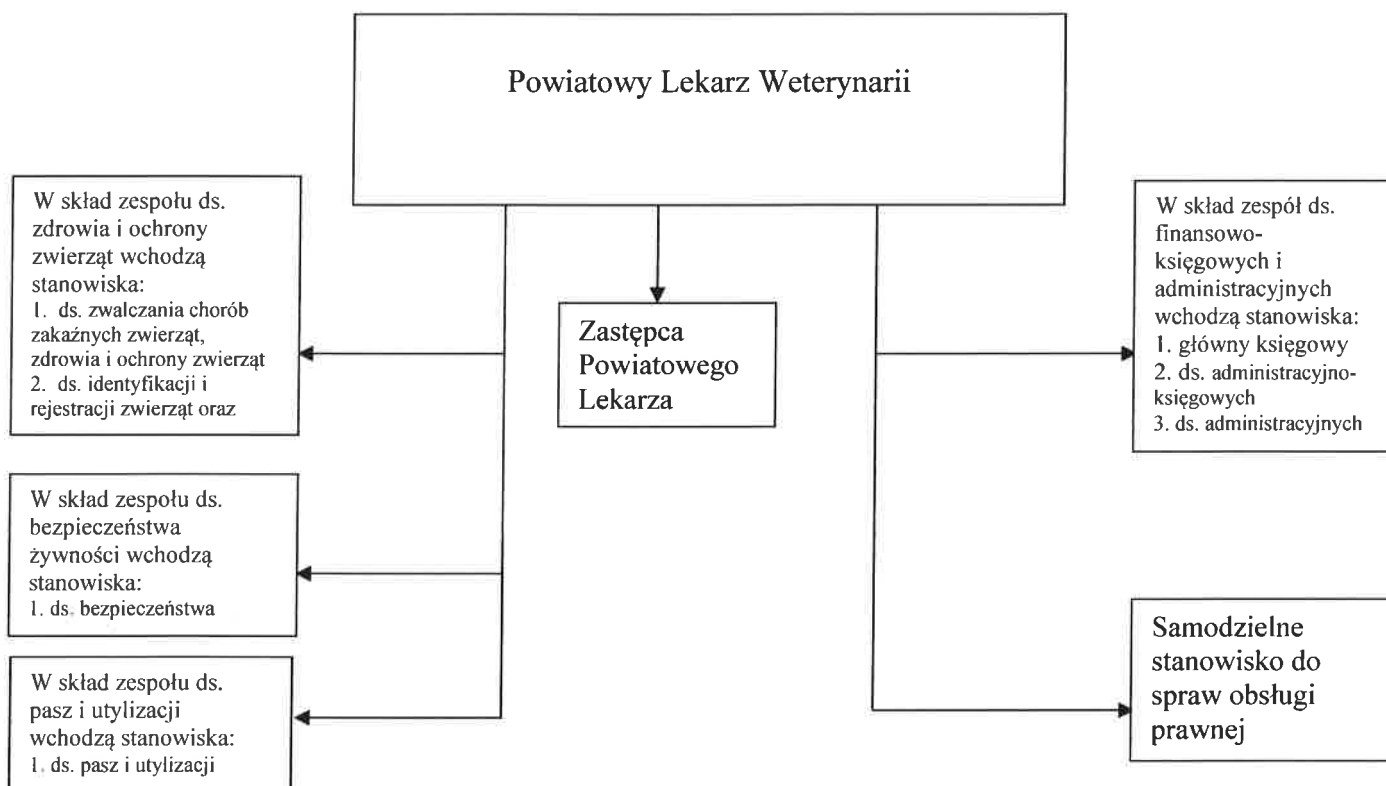 Powiatowy Lekarz Weterynarii
W skład zespołu ds.
zdrowia i ochrony
zwierząt wchodzą
stanowiska:
1. ds. zwalczania chorób
zakaźnych zwierząt,
zdrowia i ochrony zwierząt
2. ds. identyfikacji i
rejestracji zwierząt oraz
Zastępca
Powiatowego
Lekarza
W skład zespół ds.
finansowo-
księgowych i
administracyjnych
wchodzą stanowiska:
1. główny księgowy
2. ds. administracyjno-
księgowych
3. ds. administracyjnych
W skład zespołu ds.
bezpieczeństwa
żywności wchodzą
stanowiska:
1. ds. bezpieczeństwa
Samodzielne
stanowisko do
spraw obsługi
prawnej
W skład zespołu ds.
pasz i utylizacji
wchodzą stanowiska:
1. ds. pasz i utylizacji